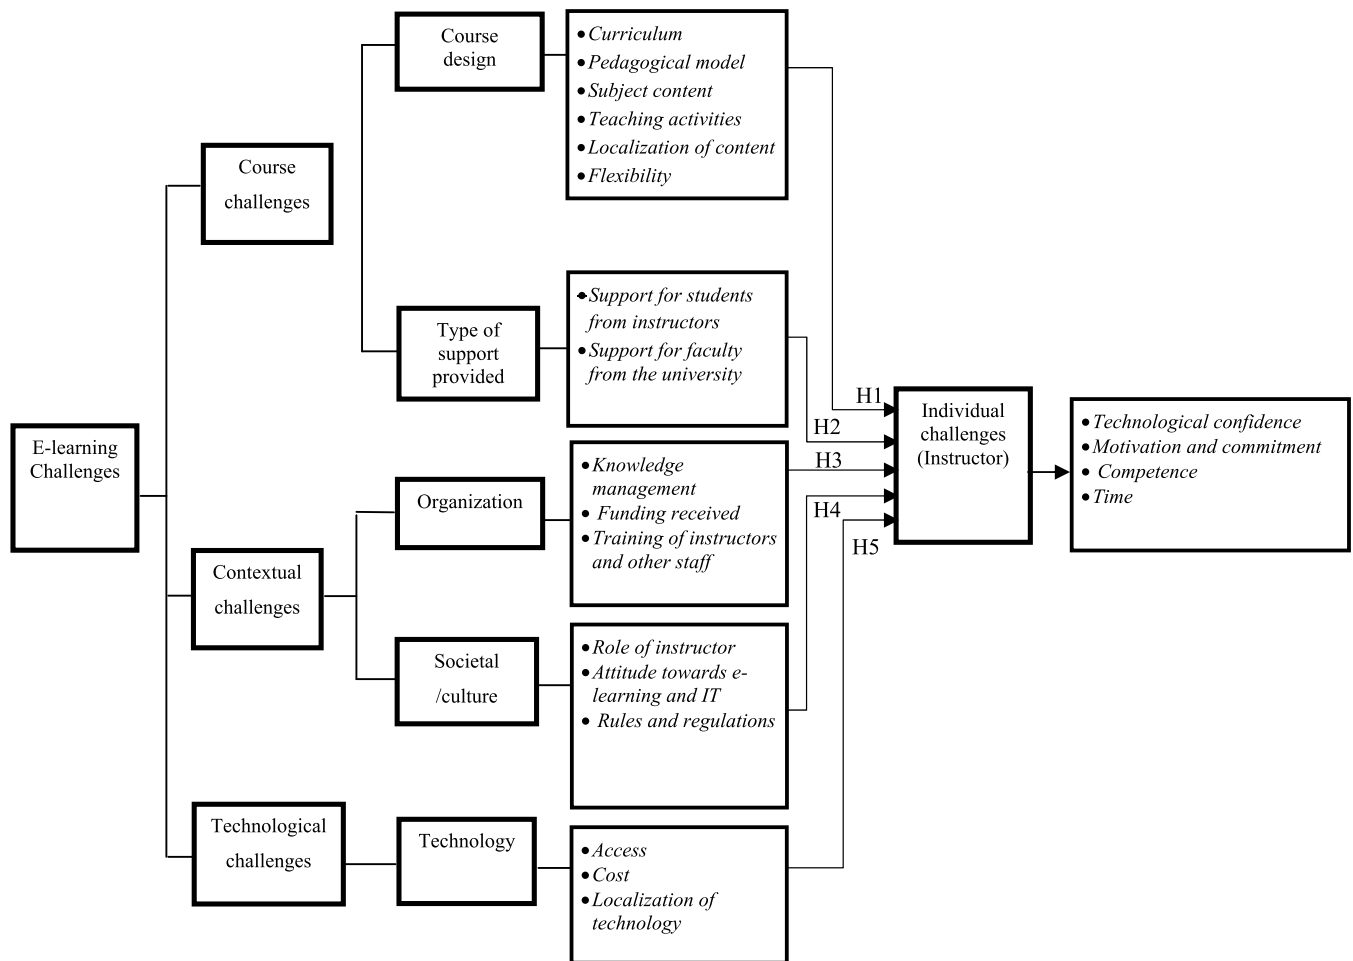 Course
design
• Curriculum
• Pedagogical model
• Subject content
• Teaching activities
• Localization of content
• Flexibility
Course
challenges
Type of
support
provided
• Support for students
from instructors
• Support for faculty
from the university
E-learning
Challenges
Contextual
challenges
Organization
• Knowledge
management
• Funding received
• Training of instructors
and other staff
Societal
/culture
• Role of instructor
• Attitude towards e-
learning and IT
• Rules and regulations
Technological
challenges
Technology
• Access
• Cost
• Localization of
technology
H1
H2
H3
H4
H5
Individual
challenges
(Instructor)
• Technological confidence
• Motivation and commitment
• Competence
• Time